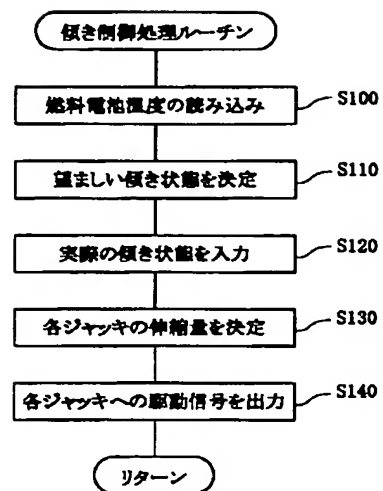 傾き制御処理ルーチン
燃料電池温度の読み込み
S100
望ましい傾き状態を決定
S110
実際の傾き状態を入力
S120
各ジャッキの伸縮量を決定
S130
各ジャッキへの駆動信号を出力
S140
リターン